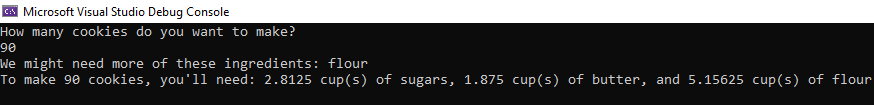 Microsoft Visual Studio Debug Console
How many cookies do you want to make?
90
We might need more of these ingredients: flour
To make 90 cookies, you'll need: 2.8125 cup(s) of sugars, 1.875 cup(s) of butter, and 5.15625 cup(s) of flour